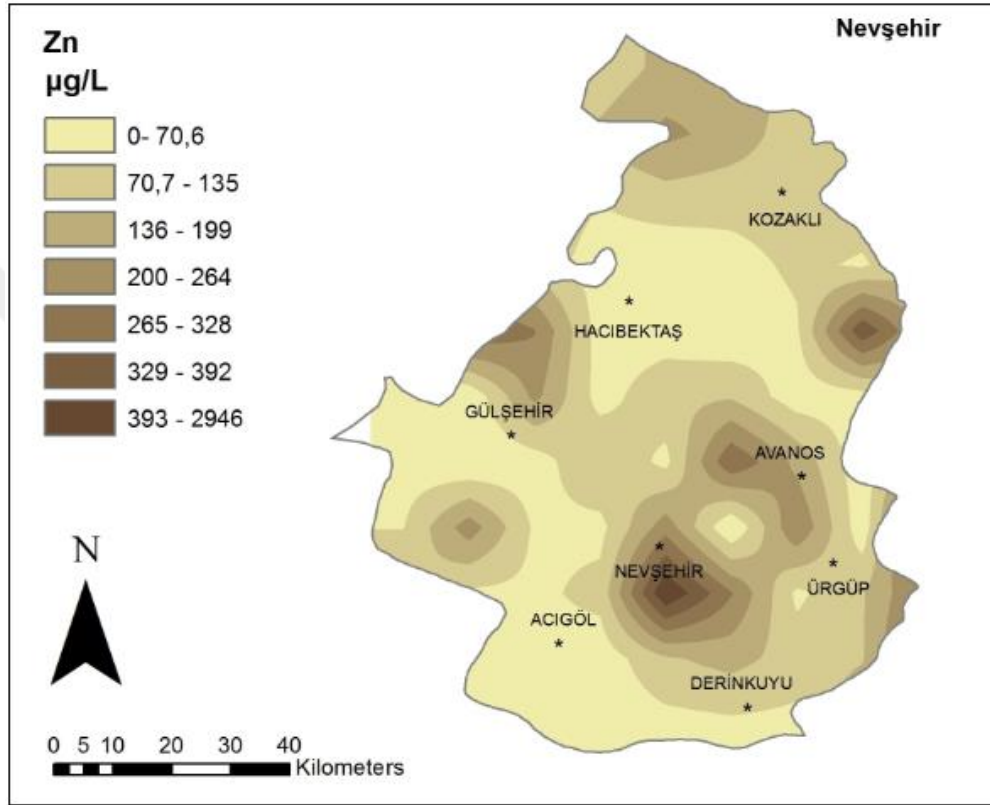 Nevşehir
Zn
µg/L
0- 70,6
70,7 - 135
136 - 199
200 - 264
265 - 328
329 - 392
393 - 2946
KOZAKLI
*
*
HACIBEKTAŞ
GÜLŞEHİR
*
AVANOS
*
*
NEVŞEHİR
*
ÜRGÜP
ACIGÖL
*
DERİNKUYU
*
N
0 5 10 20 30 40
Kilometers